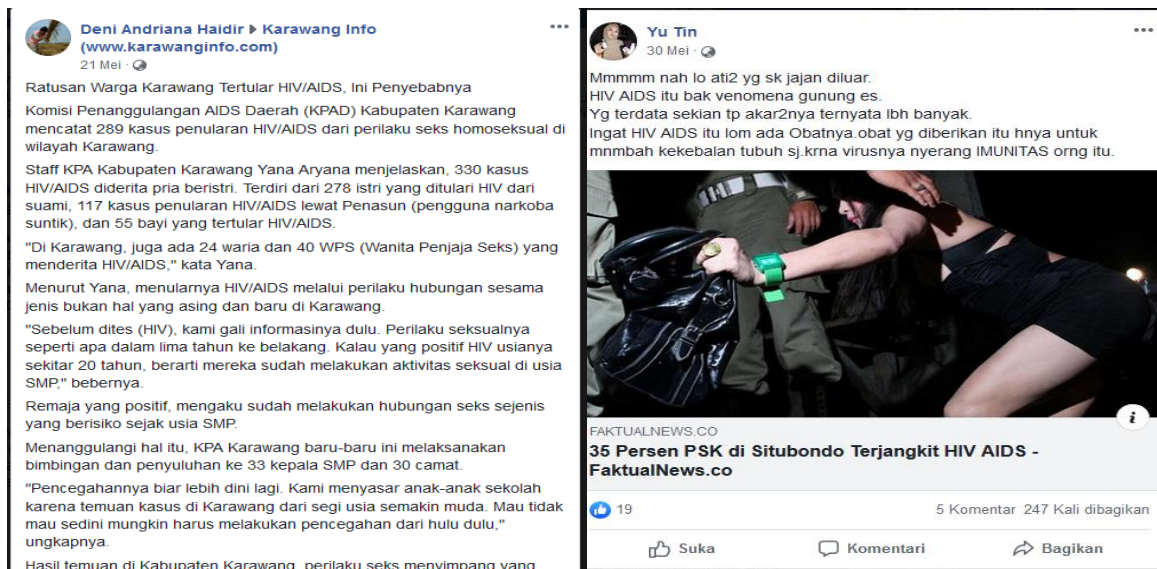 Deni Andriana Haidir ▸ Karawang Info
(www.karawanginfo.com)
21 Mei ·
Ratusan Warga Karawang Tertular HIV/AIDS, Ini Penyebabnya
Komisi Penanggulangan AIDS Daerah (KPAD) Kabupaten Karawang
mencatat 289 kasus penularan HIV/AIDS dari perilaku seks homoseksual di
wilayah Karawang.
Staff KPA Kabupaten Karawang Yana Aryana menjelaskan, 330 kasus
HIV/AIDS diderita pria beristri. Terdiri dari 278 istri yang ditulari HIV dari
suami, 117 kasus penularan HIV/AIDS lewat Penasun (pengguna narkoba
suntik), dan 55 bayi yang tertular HIV/AIDS.
"Di Karawang, juga ada 24 waria dan 40 WPS (Wanita Penjaja Seks) yang
menderita HIV/AIDS," kata Yana.
Menurut Yana, menularnya HIV/AIDS melalui perilaku hubungan sesama
jenis bukan hal yang asing dan baru di Karawang.
"Sebelum dites (HIV), kami gali informasinya dulu. Perilaku seksualnya
seperti apa dalam lima tahun ke belakang. Kalau yang positif HIV usianya
sekitar 20 tahun, berarti mereka sudah melakukan aktivitas seksual di usia
SMP," bebernya.
Remaja yang positif, mengaku sudah melakukan hubungan seks sejenis
yang berisiko sejak usia SMP.
Menanggulangi hal itu, KPA Karawang baru-baru ini melaksanakan
bimbingan dan penyuluhan ke 33 kepala SMP dan 30 camat.
"Pencegahannya biar lebih dini lagi. Kami menyasar anak-anak sekolah
karena temuan kasus di Karawang dari segi usia semakin muda. Mau tidak
mau sedini mungkin harus melakukan pencegahan dari hulu dulu,"
ungkapnya.
Hasil temuan di Kabupaten Karawang, perilaku seks menyimpang yang
Yu Tin
30 Mei ·
Mmmmm nah lo ati2 yg sk jajan diluar.
HIV AIDS itu bak venomena gunung es.
Yg terdata sekian tp akar2nya ternyata lbh banyak.
Ingat HIV AIDS itu lom ada Obatnya.obat yg diberikan itu hnya untuk
mnmbah kekebalan tubuh sj.krna virusnya nyerang IMUNITAS orng itu.
FAKTUALNEWS.CO
35 Persen PSK di Situbondo Terjangkit HIV AIDS -
FaktualNews.co
19
5 Komentar 247 Kali dibagikan
Suka Komentari Bagikan